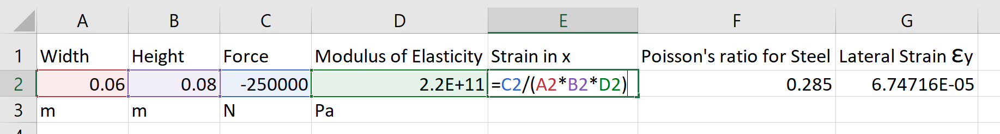 A B C D E F G
1 Width Height Force Modulus of Elasticity Strain in x Poisson's ratio for Steel Lateral Strain Ɛy
2 0.06 0.08 -250000 2.2E+11 =C2/(A2*B2*D2) 0.285 6.74716E-05
3 m m N Pa
4